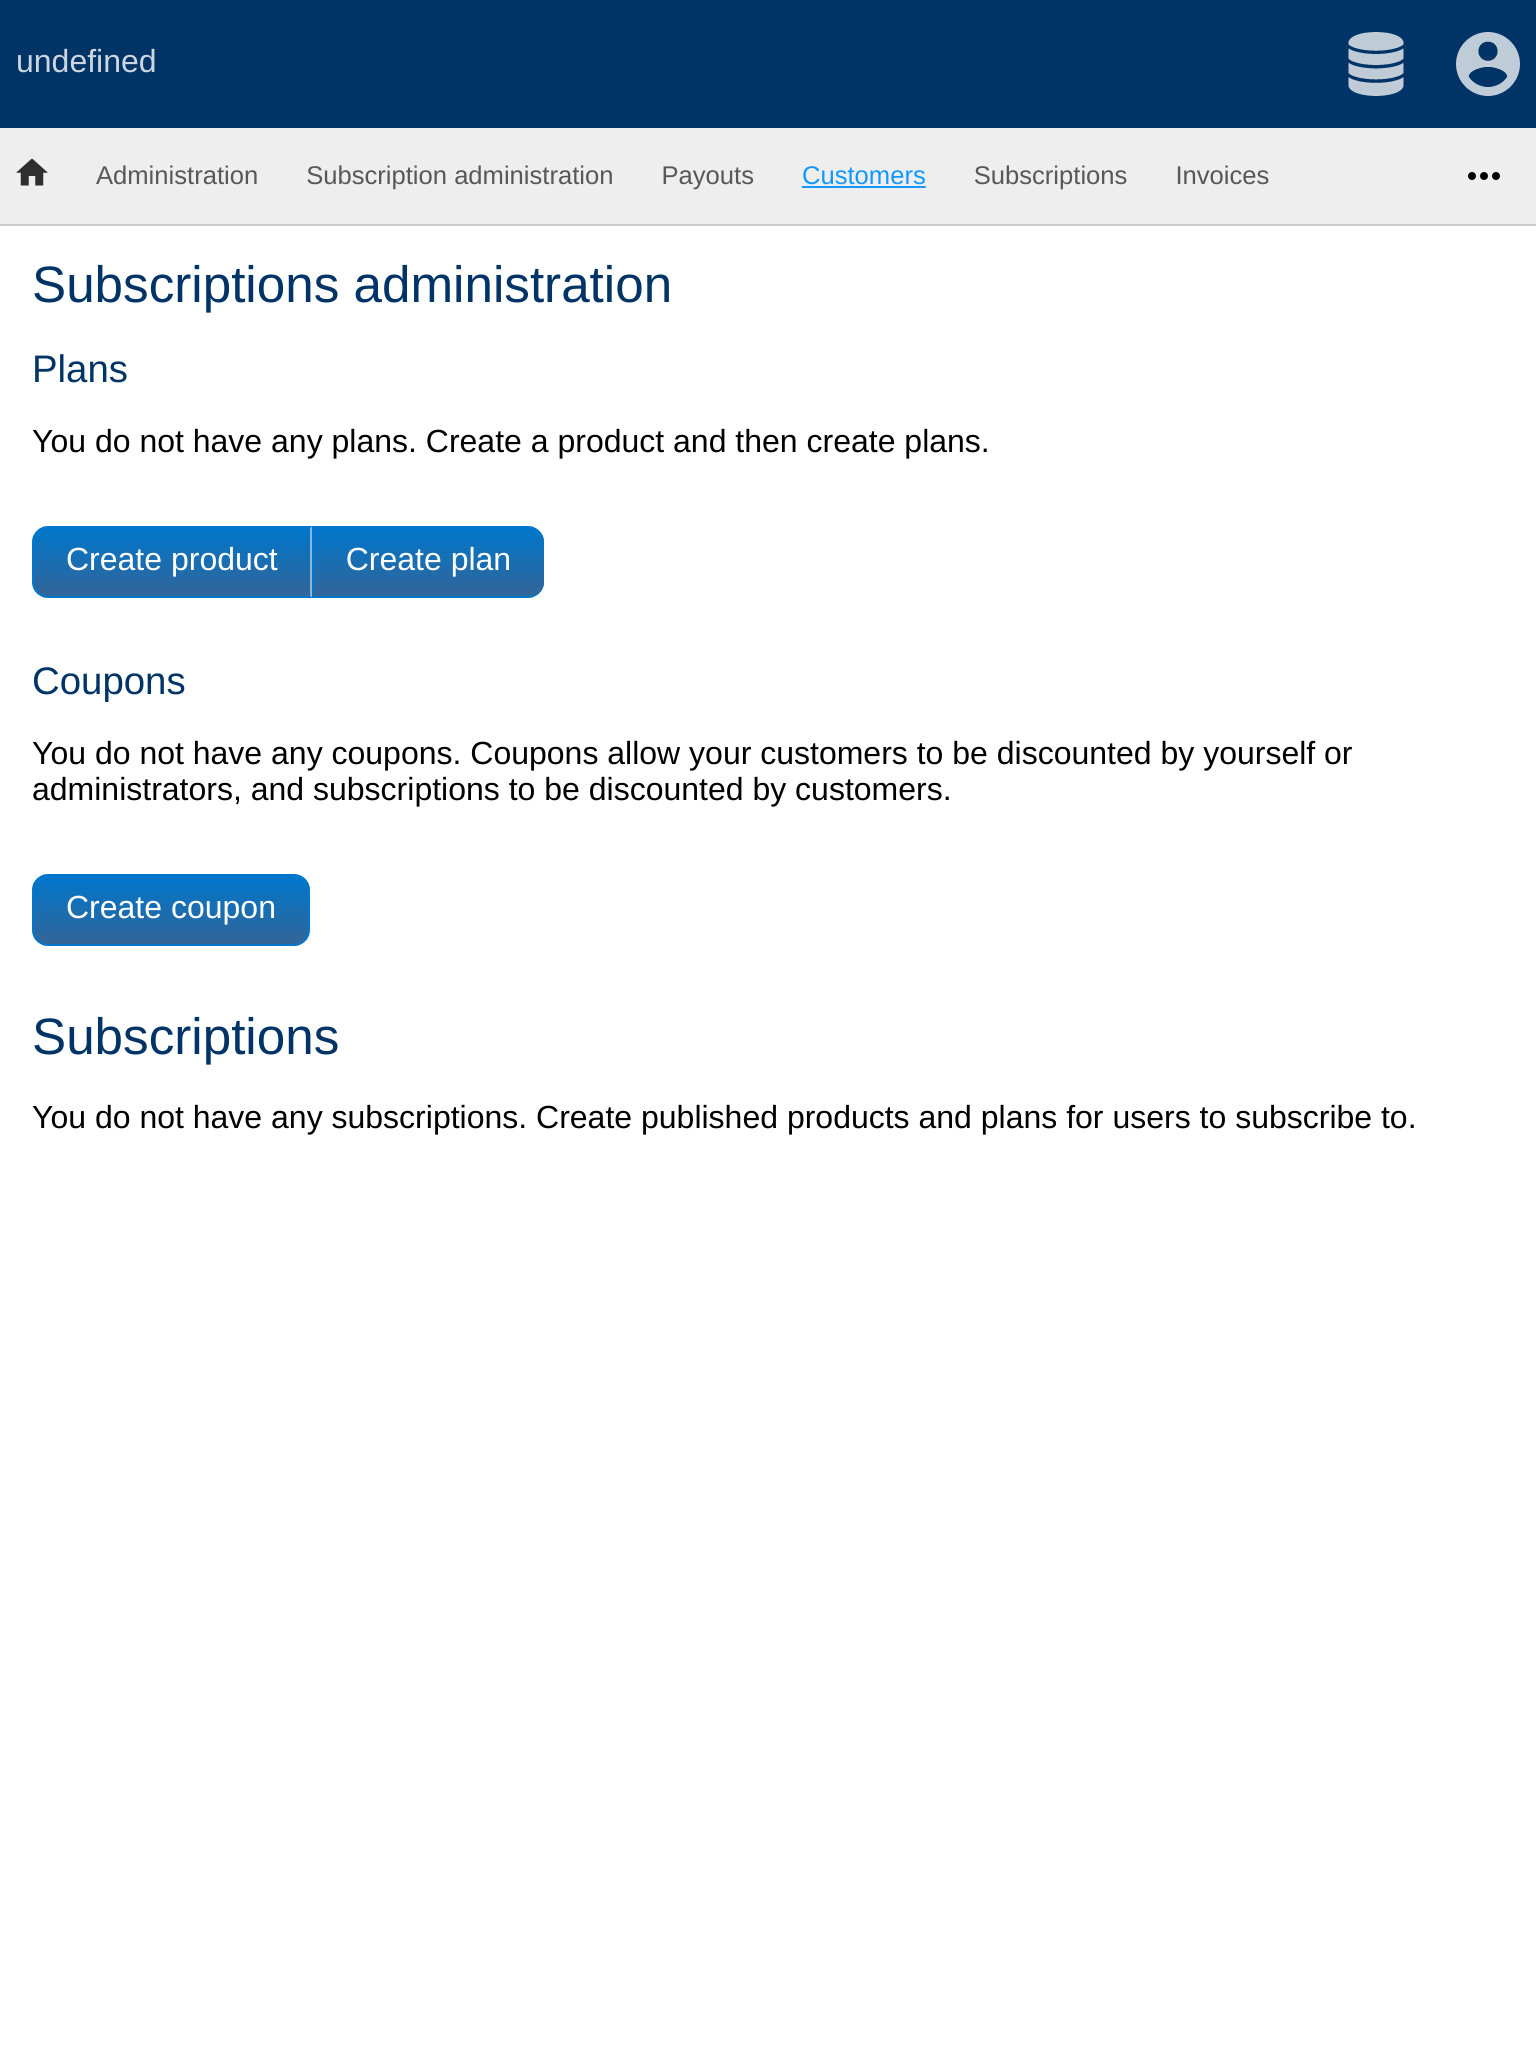 undefined
Administration Subscription administration Payouts Customers Subscriptions Invoices
Subscriptions administration
Plans
You do not have any plans. Create a product and then create plans.
Create product Create plan
Coupons
You do not have any coupons. Coupons allow your customers to be discounted by yourself or
administrators, and subscriptions to be discounted by customers.
Create coupon
Subscriptions
You do not have any subscriptions. Create published products and plans for users to subscribe to.